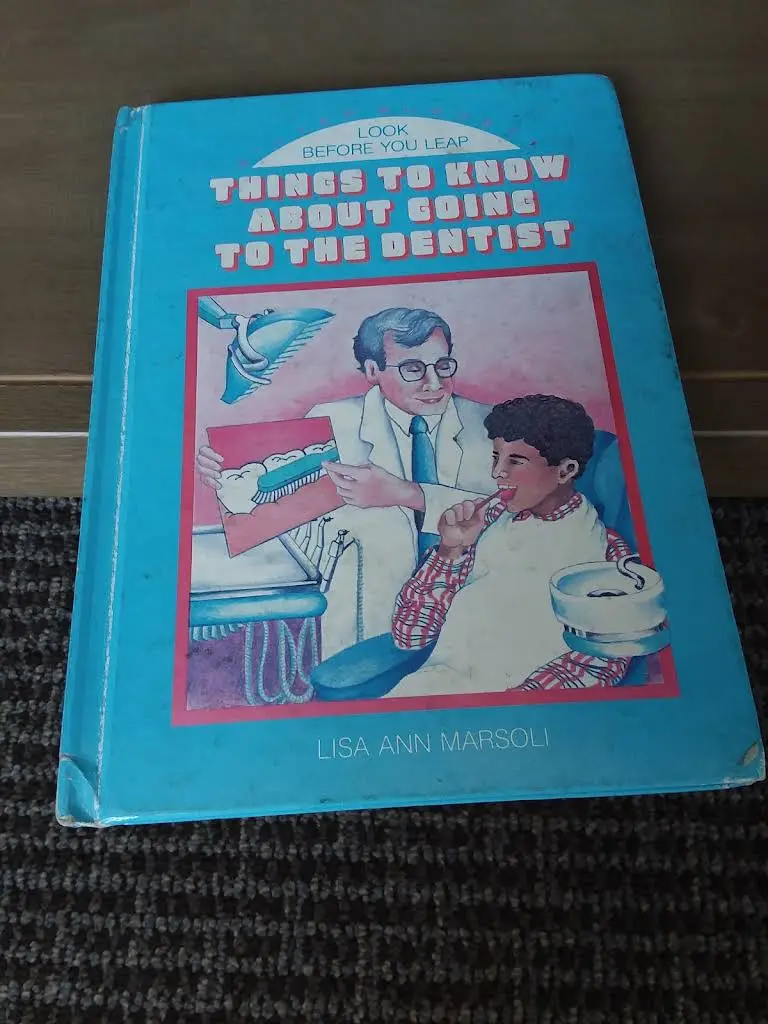 LOOK
BEFORE YOU LEAP
THINGS TO KNOW
ABOUT GOING
TO THE DENTIST
LISA ANN MARSOLI